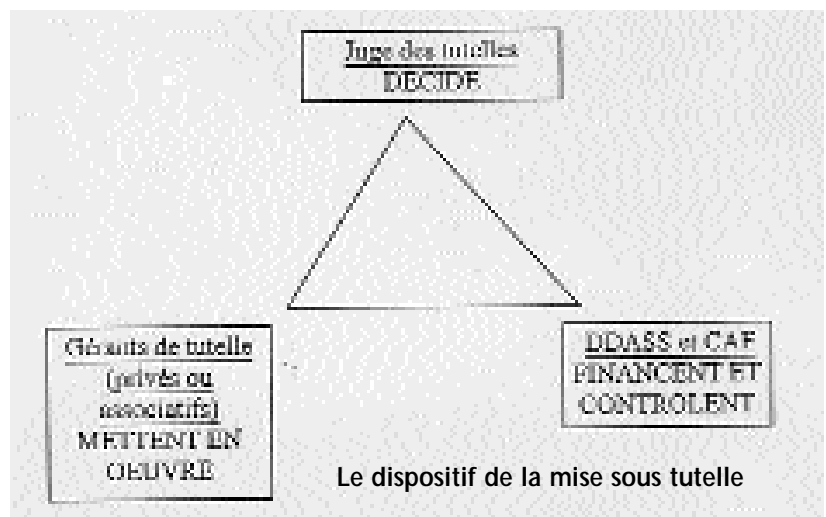 Juge des tutelles
DECIDE
Gérants de tutelle
(privés ou
associatifs)
METTENT EN
OEUVRE
DDASS et CAF
FINANCENT ET
CONTROLENT
Le dispositif de la mise sous tutelle